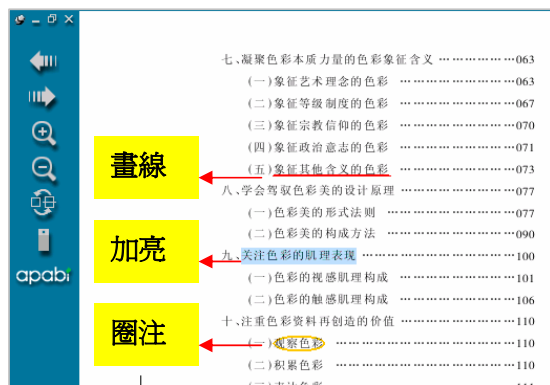 七、凝聚色彩本质力量的色彩象征含义 ………………063
(一)象征艺术理念的色彩 ………………………063
(二)象征等级制度的色彩 ………………………067
(三)象征宗教信仰的色彩 ………………………070
(四)象征政治意志的色彩 ………………………071
畫線
(五)象征其他含义的色彩 ………………………073
八、学会驾驭色彩美的设计原理 ……………………077
(一)色彩美的形式法则 …………………………077
(二)色彩美的构成方法 …………………………090
加亮
九、关注色彩的肌理表现 ……………………………100
(一)色彩的视感肌理构成 ………………………101
apabi
(二)色彩的触感肌理构成 ………………………106
十、注重色彩资料再创造的价值 ……………………110
圈注
(一)观察色彩 ……………………………………110
(二)积累色彩 ……………………………………110